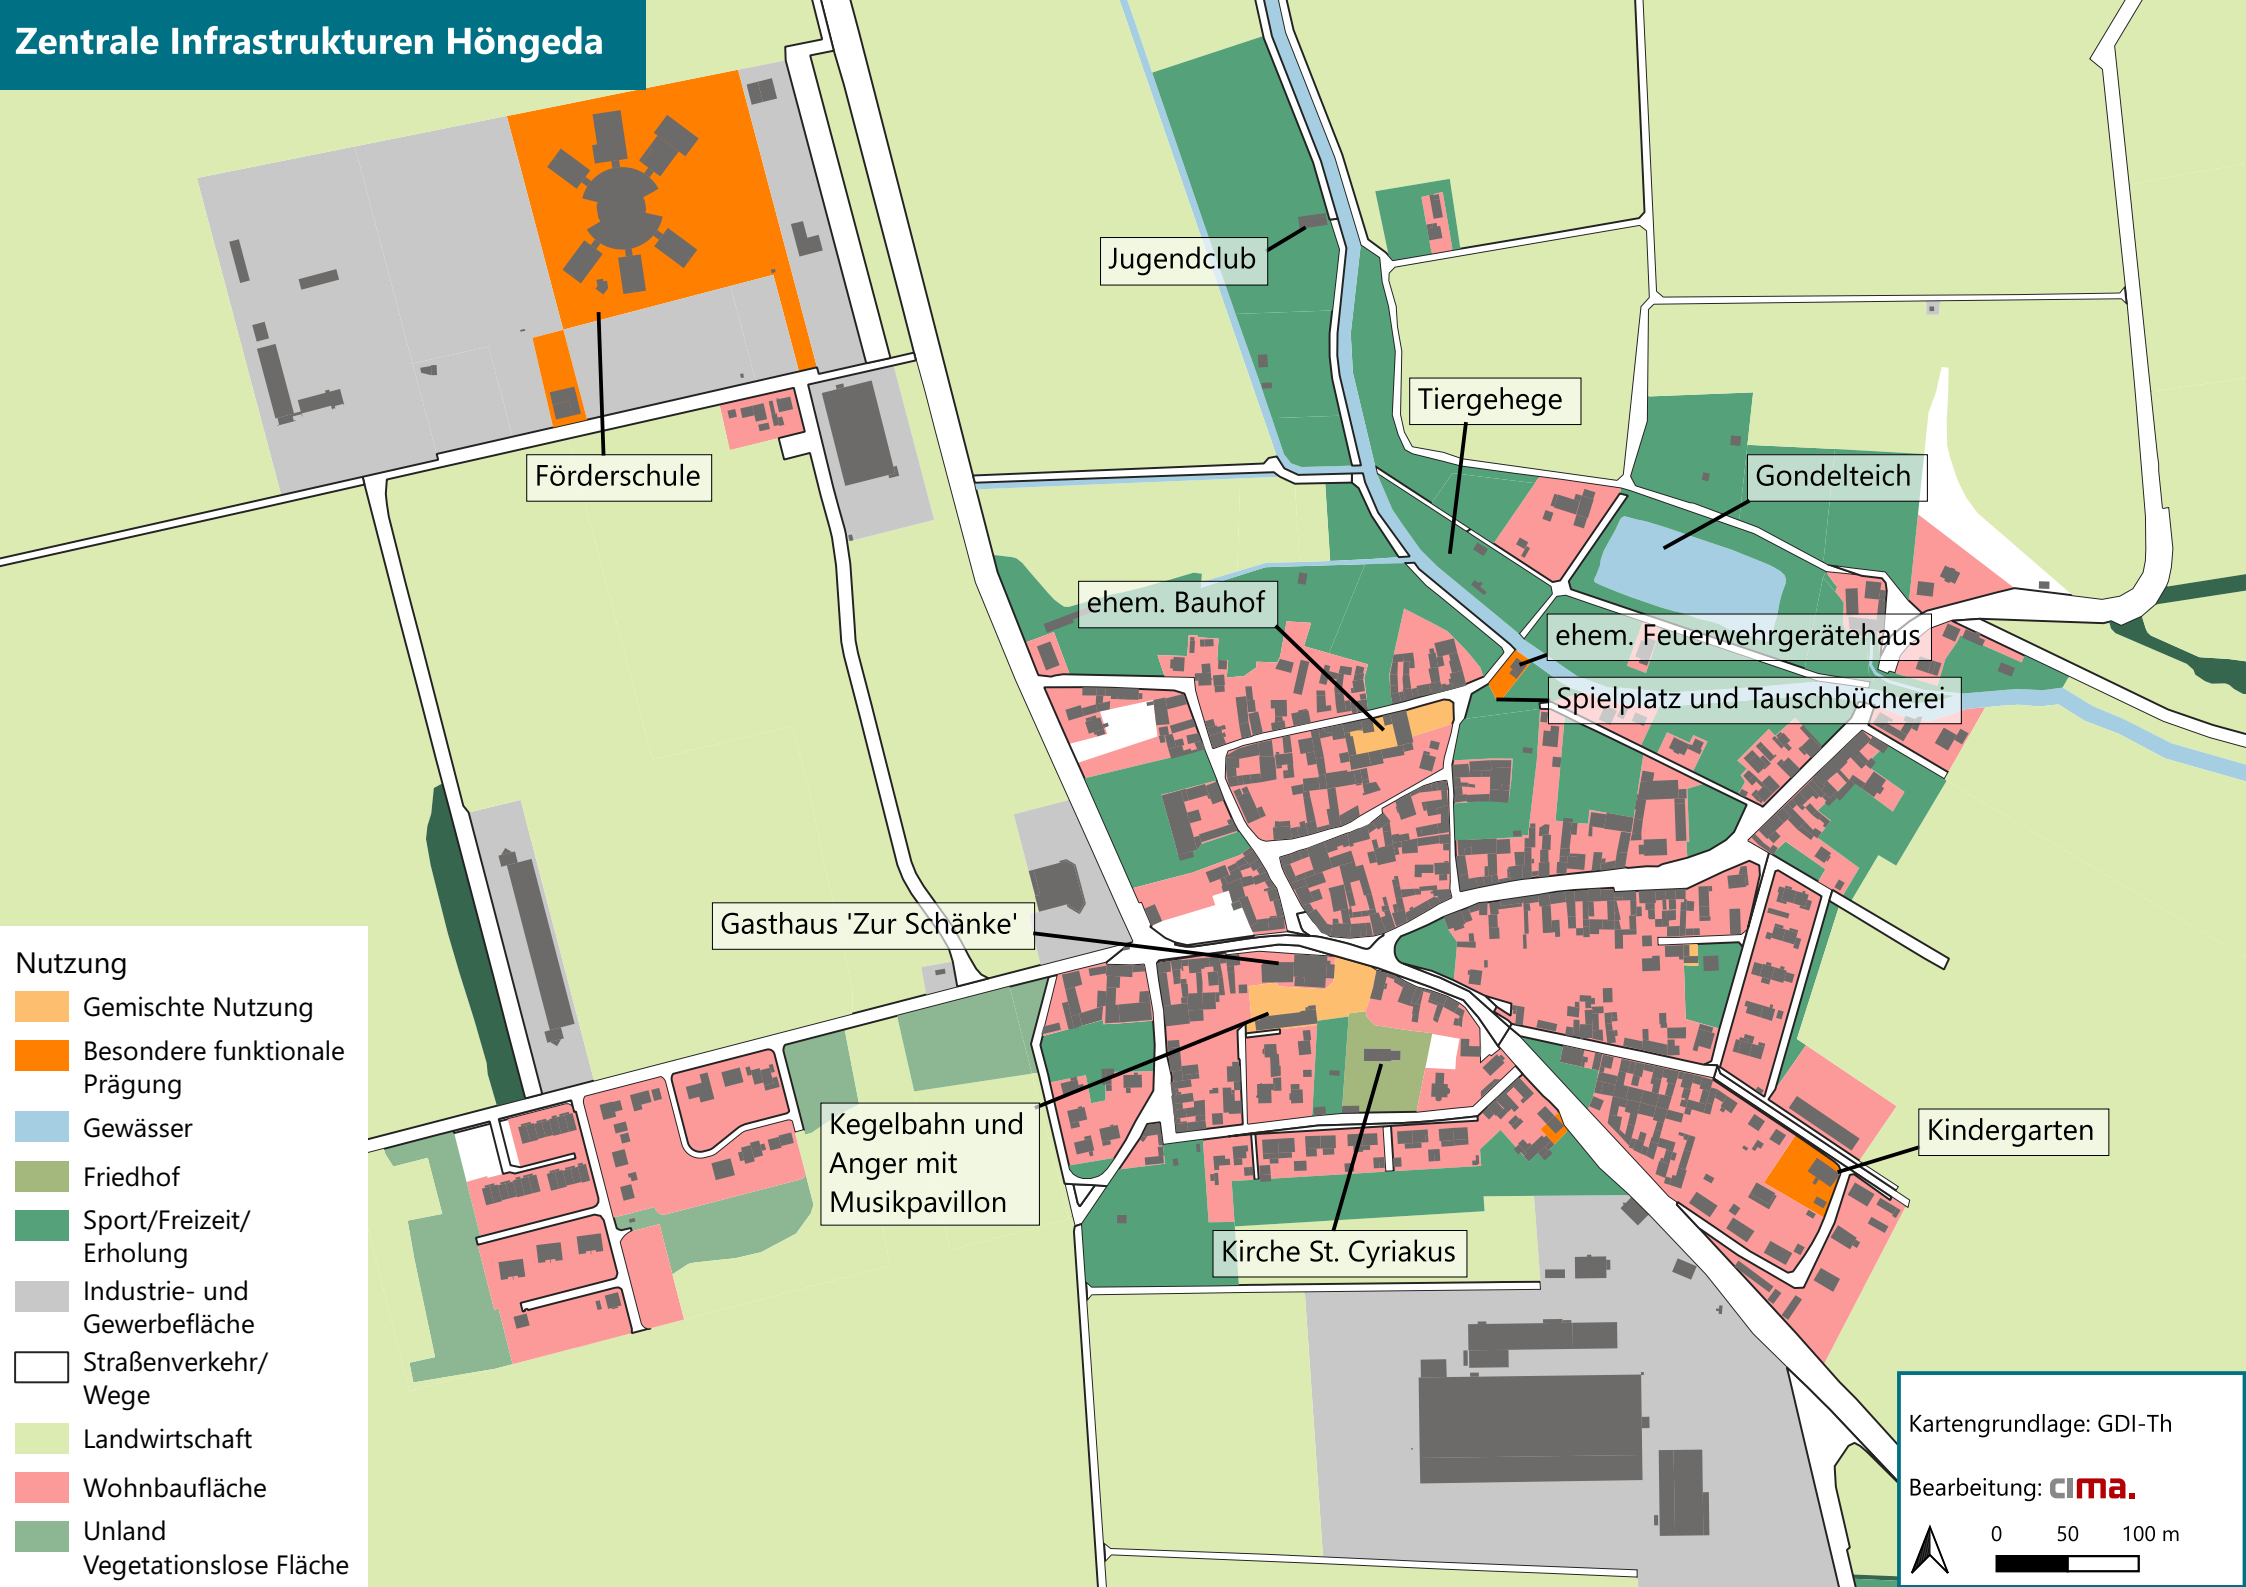 Zentrale Infrastrukturen Höngeda
Jugendclub
Tiergehege
Förderschule
Gondelteich
ehem. Bauhof
ehem. Feuerwehrgerätehaus
Spielplatz und Tauschbücherei
Gasthaus 'Zur Schänke'
Kegelbahn und
Anger mit
Musikpavillon
Kindergarten
Kirche St. Cyriakus
Nutzung
Gemischte Nutzung
Besondere funktionale
Prägung
Gewässer
Friedhof
Sport/Freizeit/
Erholung
Industrie- und
Gewerbefläche
Straßenverkehr/
Wege
Landwirtschaft
Wohnbaufläche
Unland
Vegetationslose Fläche
Kartengrundlage: GDI-Th
Bearbeitung: cima.
0 50 100 m